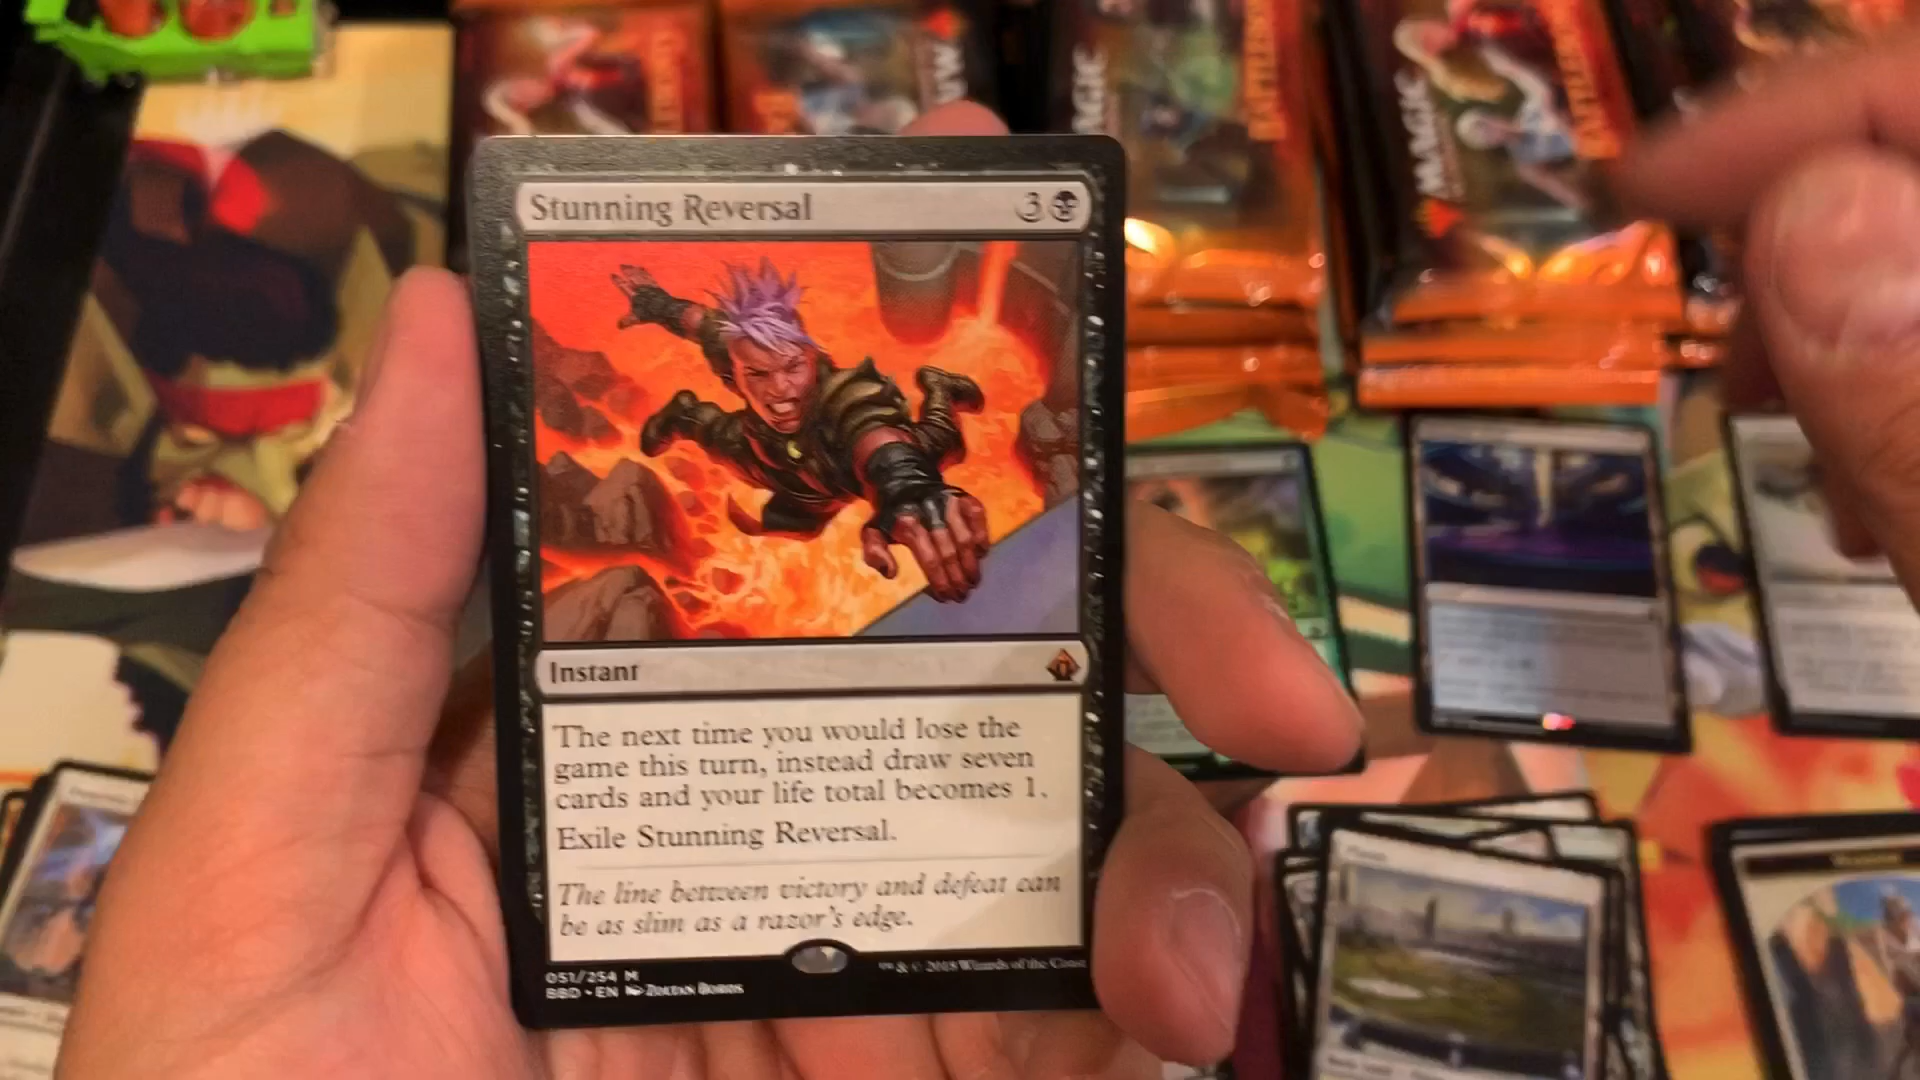 MAGIC
MAGIC
Stunning Reversal 3
Instant
The next time you would lose the
game this turn, instead draw seven
cards and your life total becomes 1.
Exile Stunning Reversal.
The line between victory and defeat can
be as slim as a razor's edge.
051/254 M
BBD • EN Zoltan Boros
™ & © 2018 Wizards of the Coast